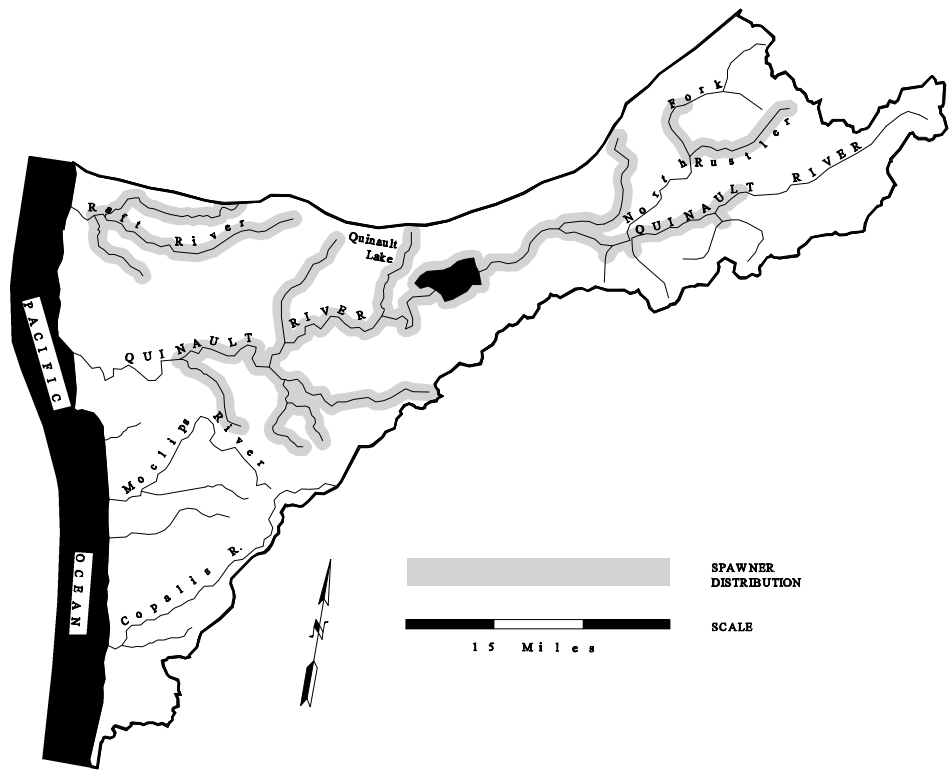 Fork
North
Rustler
QUINAULT RIVER
Raft River
Quinault
Lake
QUINAULT RIVER
PACIFIC
OCEAN
Moclips River
Copalis R.
SPAWNER
DISTRIBUTION
SCALE
15 Miles
N